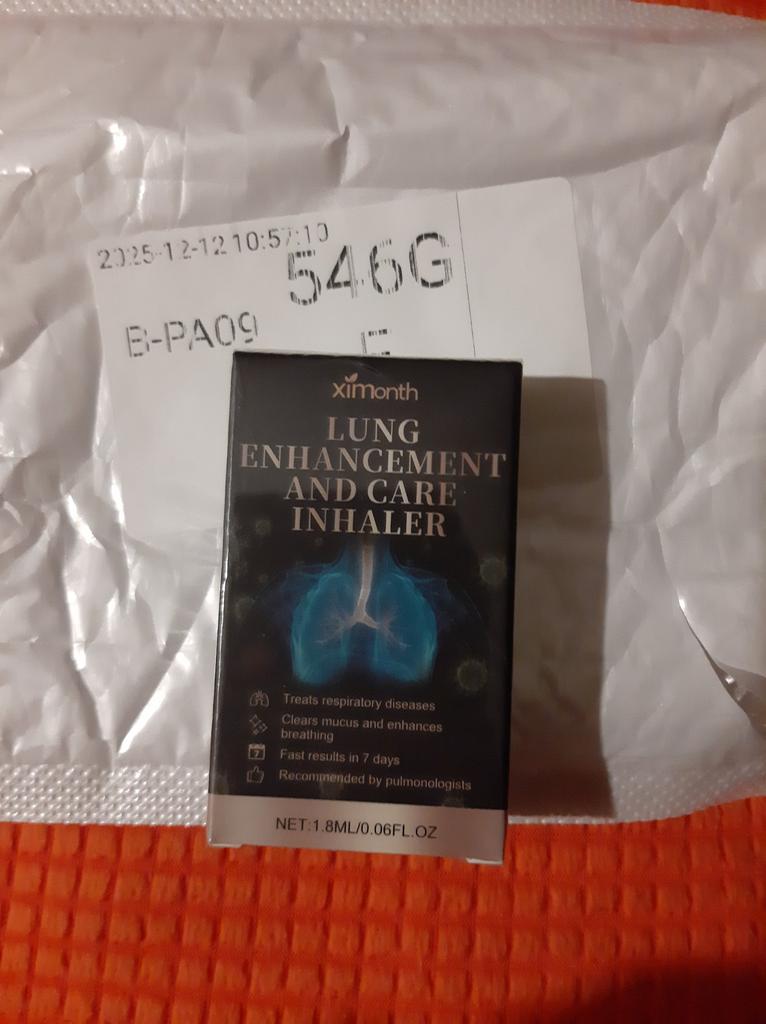 2025-12-12 10:57:10
546G
B-PA09
ximonth
LUNG
ENHANCEMENT
AND CARE
INHALER
Treats respiratory diseases
Clears mucus and enhances
breathing
7
Fast results in 7 days
Recommended by pulmonologists
NET:1.8ML/0.06FL.OZ